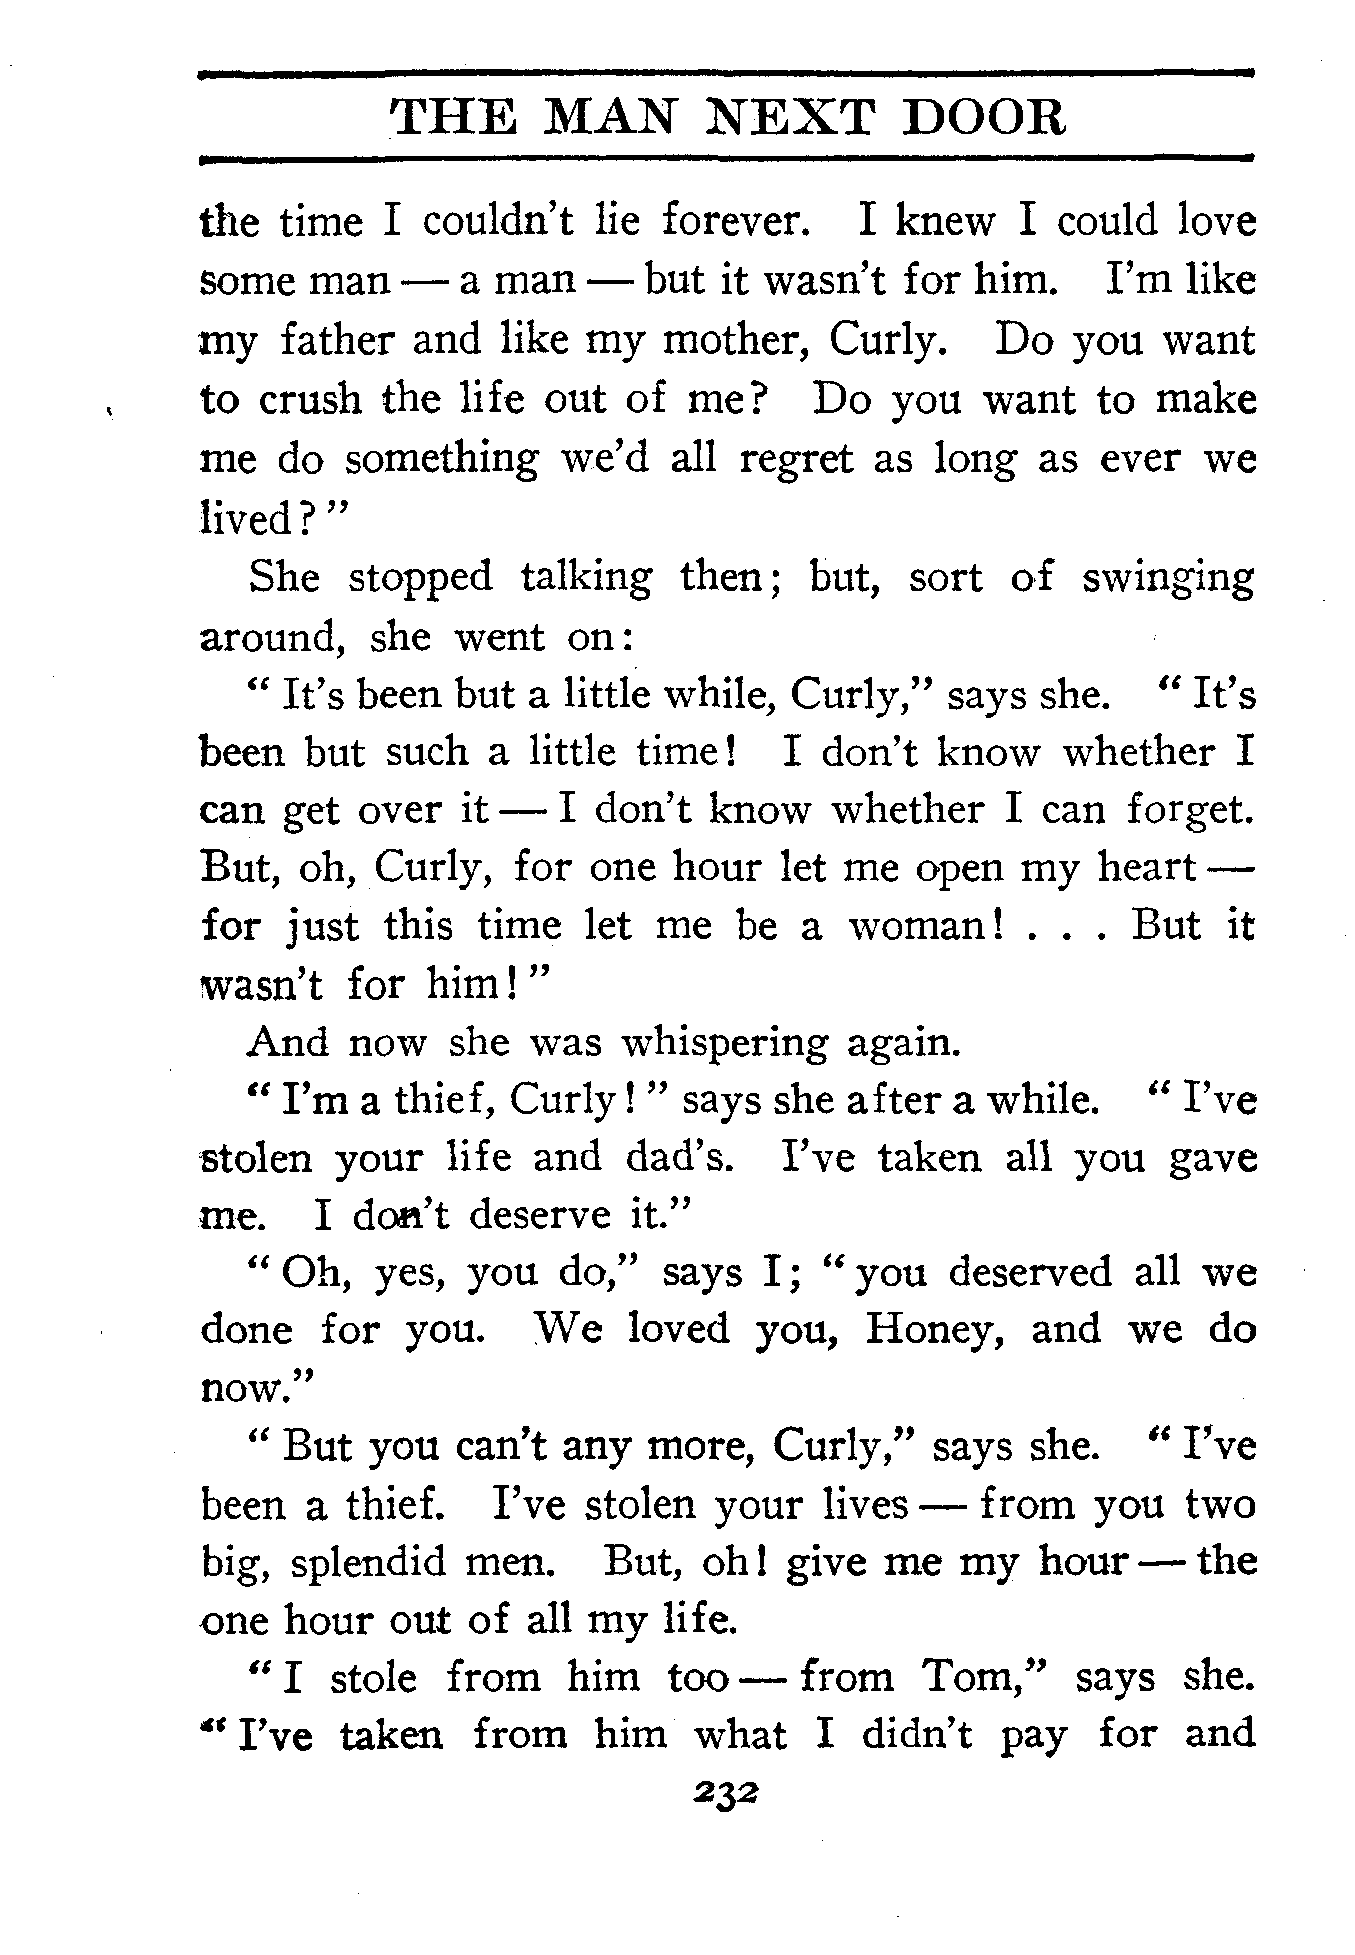 THE MAN NEXT DOOR
the time I couldn't lie forever. I knew I could love
some man — a man — but it wasn't for him. I'm like
my father and like my mother, Curly. Do you want
to crush the life out of me? Do you want to make
me do something we'd all regret as long as ever we
lived?”
She stopped talking then; but, sort of swinging
around, she went on:
“ It's been but a little while, Curly,” says she. “ It's
been but such a little time! I don't know whether I
can get over it — I don't know whether I can forget.
But, oh, Curly, for one hour let me open my heart —
for just this time let me be a woman! . . . But it
wasn't for him!”
And now she was whispering again.
“ I'm a thief, Curly!” says she after a while. “ I've
stolen your life and dad's. I've taken all you gave
me. I don't deserve it.”
“ Oh, yes, you do,” says I; “ you deserved all we
done for you. We loved you, Honey, and we do
now.”
“ But you can't any more, Curly,” says she. “ I've
been a thief. I've stolen your lives — from you two
big, splendid men. But, oh! give me my hour — the
one hour out of all my life.
“ I stole from him too — from Tom,” says she.
“ I've taken from him what I didn't pay for and
232